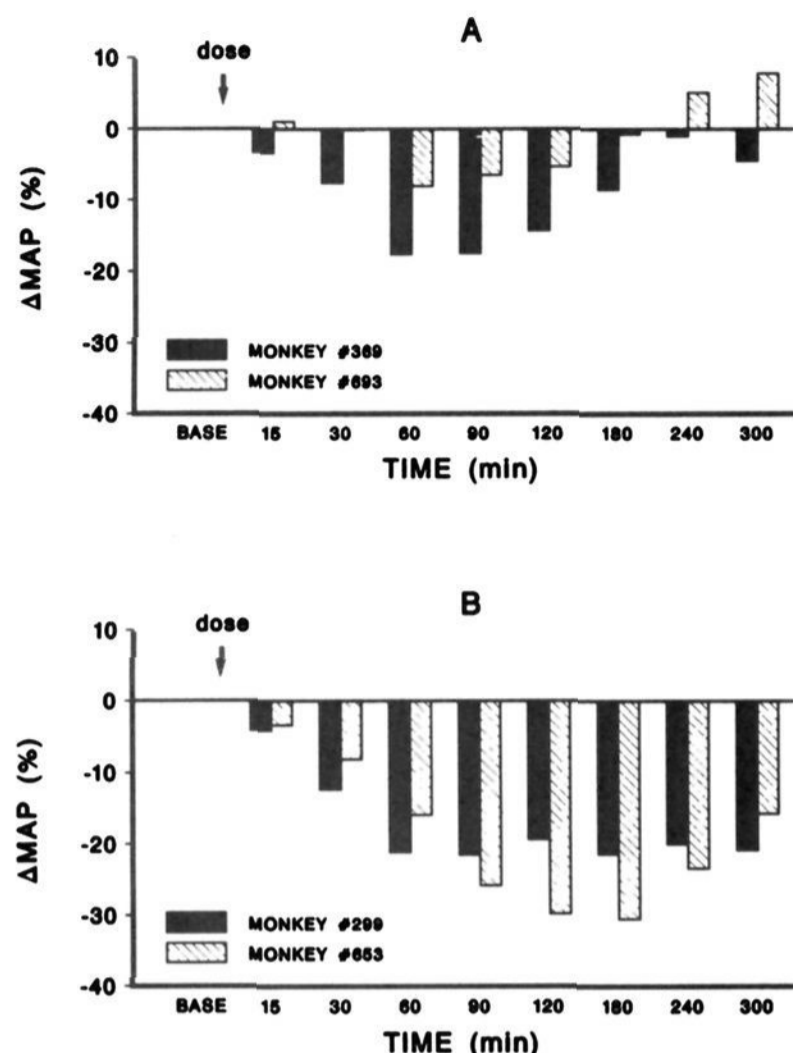 A
dose
10
0
-10
-20
-30
-40
ΔMAP (%)
MONKEY #369
MONKEY #693
BASE 15 30 60 90 120 180 240 300
TIME (min)
B
dose
10
0
-10
-20
-30
-40
ΔMAP (%)
MONKEY #299
MONKEY #653
BASE 15 30 60 90 120 180 240 300
TIME (min)